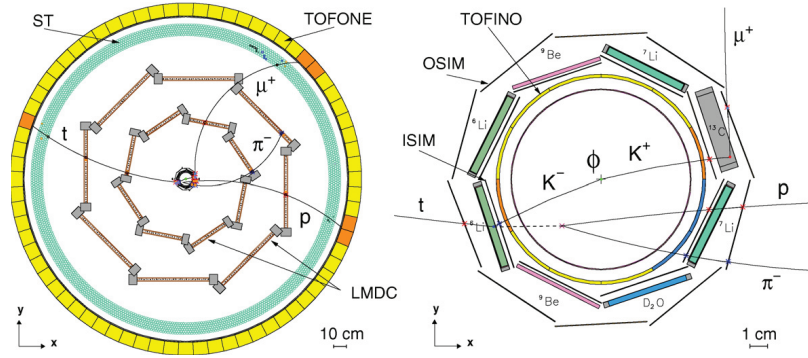 ST
TOFONE
μ⁺
t
π⁻
p
LMDC
y
x
10 cm
TOFINO
OSIM
ISIM
⁹Be
⁷Li
μ⁺
⁶Li
¹³C
ϕ
K⁺
K⁻
t
p
⁶Li
⁷Li
π⁻
⁹Be
D₂O
y
x
1 cm